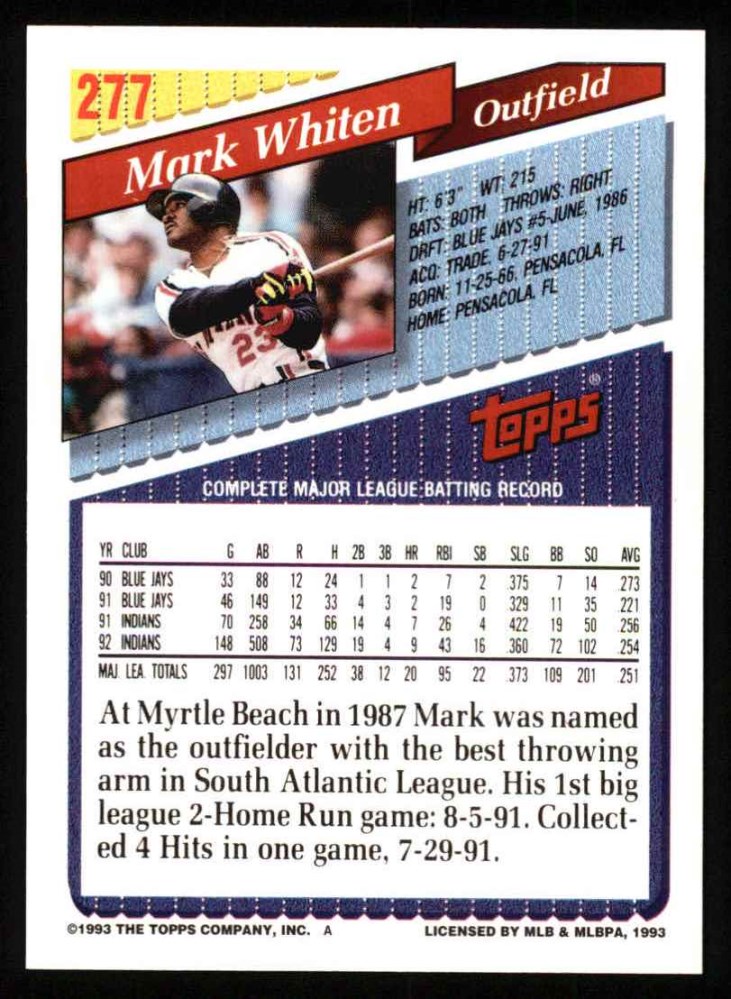 277
Mark Whiten
Outfield
HT: 6'3" WT: 215
BATS: BOTH THROWS: RIGHT
DRFT: BLUE JAYS #5-JUNE, 1986
ACQ: TRADE, 6-27-91
BORN: 11-25-66, PENSACOLA, FL
HOME: PENSACOLA, FL
23
topps®
COMPLETE MAJOR LEAGUE BATTING RECORD
YR CLUB G AB R H 2B 3B HR RBI SB SLG BB SO AVG
90 BLUE JAYS 33 88 12 24 1 1 2 7 2 .375 7 14 .273
91 BLUE JAYS 46 149 12 33 4 3 2 19 0 .329 11 35 .221
91 INDIANS 70 258 34 66 14 4 7 26 4 .422 19 50 .256
92 INDIANS 148 508 73 129 19 4 9 43 16 .360 72 102 .254
MAJ. LEA. TOTALS 297 1003 131 252 38 12 20 95 22 .373 109 201 .251
At Myrtle Beach in 1987 Mark was named
as the outfielder with the best throwing
arm in South Atlantic League. His 1st big
league 2-Home Run game: 8-5-91. Collect-
ed 4 Hits in one game, 7-29-91.
©1993 THE TOPPS COMPANY, INC. A
LICENSED BY MLB & MLBPA, 1993